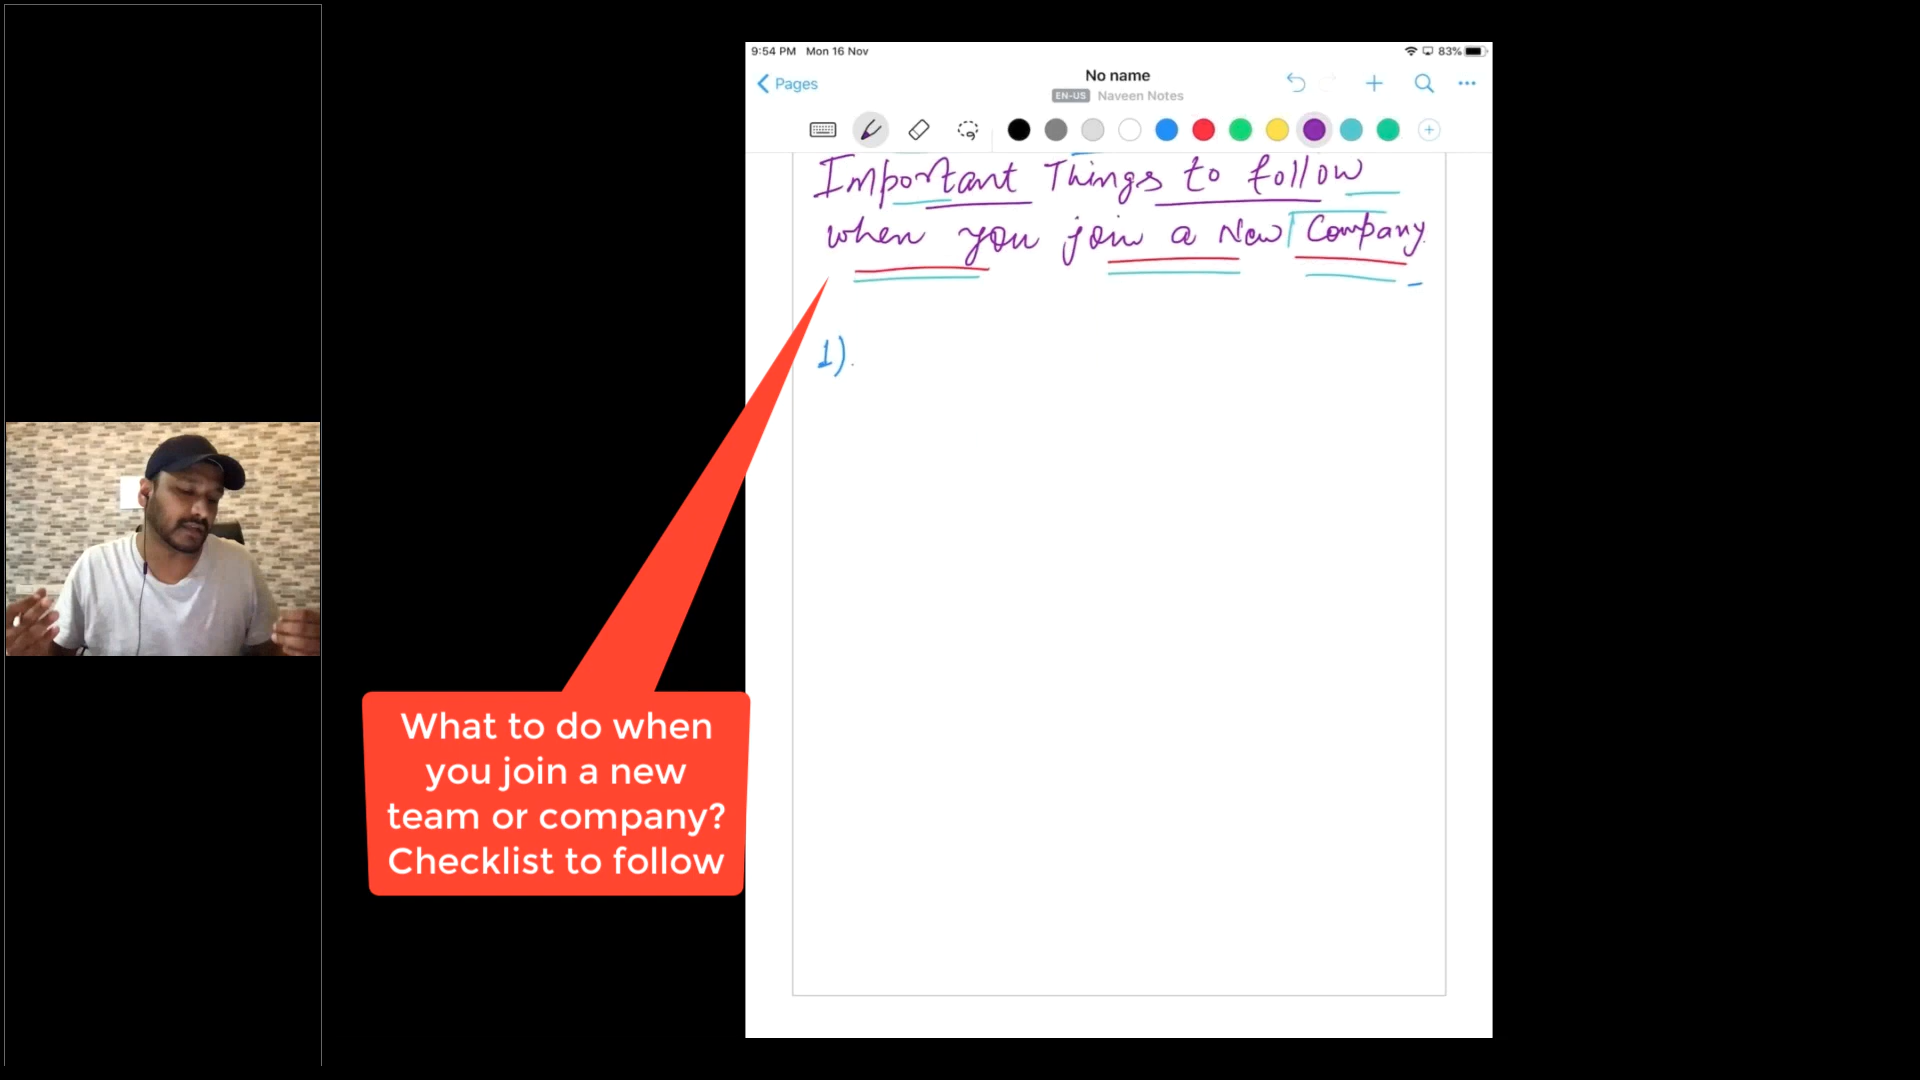 9:54 PM Mon 16 Nov
83%
Pages
No name
EN-US Naveen Notes
Important Things to follow
when you join a New Company.
1).
What to do when
you join a new
team or company?
Checklist to follow